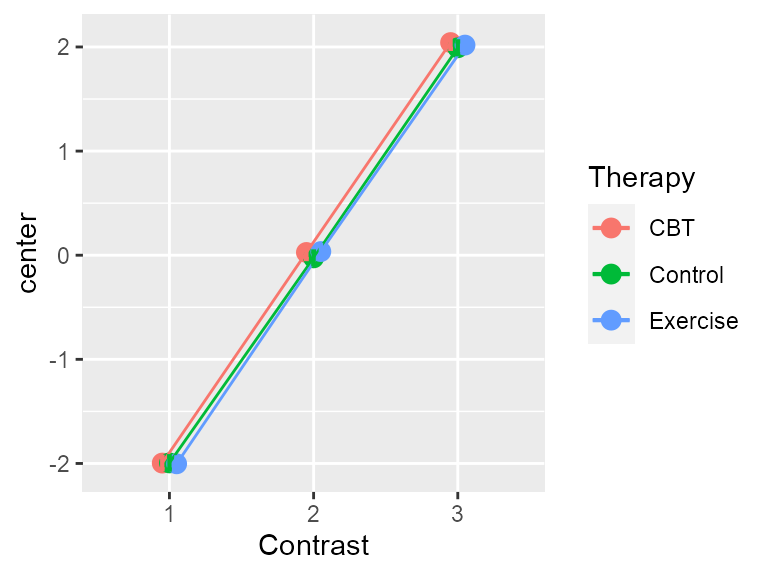 2
1
0
-1
-2
center
1 2 3
Contrast
Therapy
CBT
Control
Exercise